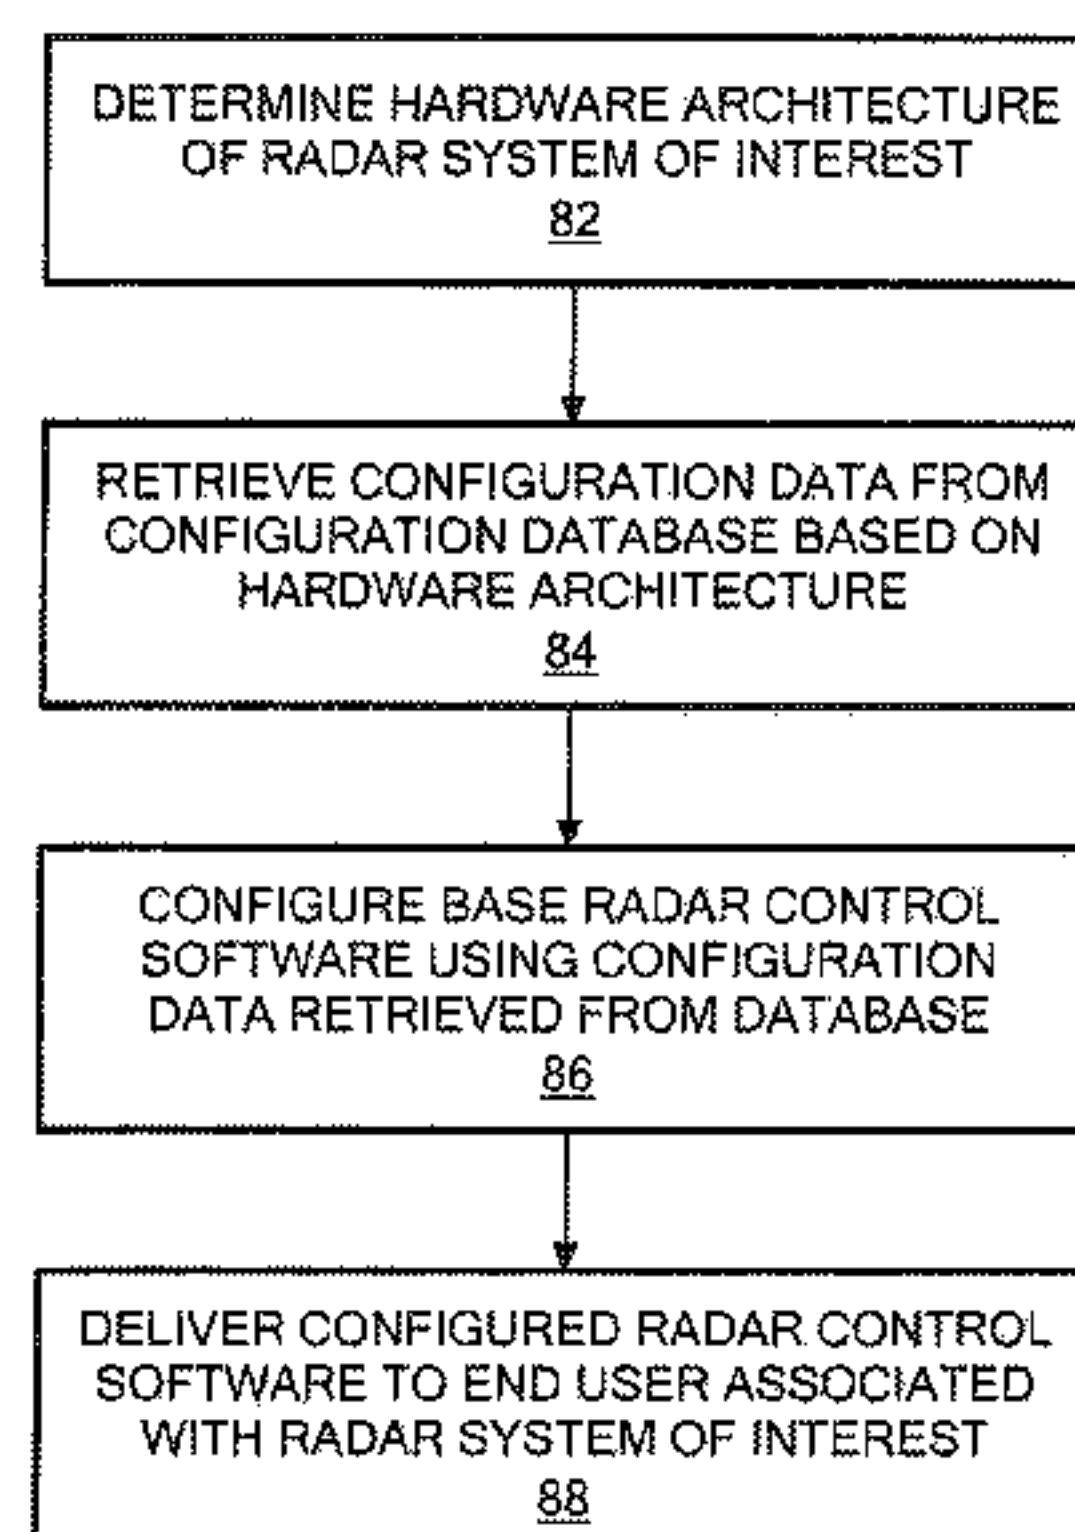 DETERMINE HARDWARE ARCHITECTURE
OF RADAR SYSTEM OF INTEREST
82
RETRIEVE CONFIGURATION DATA FROM
CONFIGURATION DATABASE BASED ON
HARDWARE ARCHITECTURE
84
CONFIGURE BASE RADAR CONTROL
SOFTWARE USING CONFIGURATION
DATA RETRIEVED FROM DATABASE
86
DELIVER CONFIGURED RADAR CONTROL
SOFTWARE TO END USER ASSOCIATED
WITH RADAR SYSTEM OF INTEREST
88